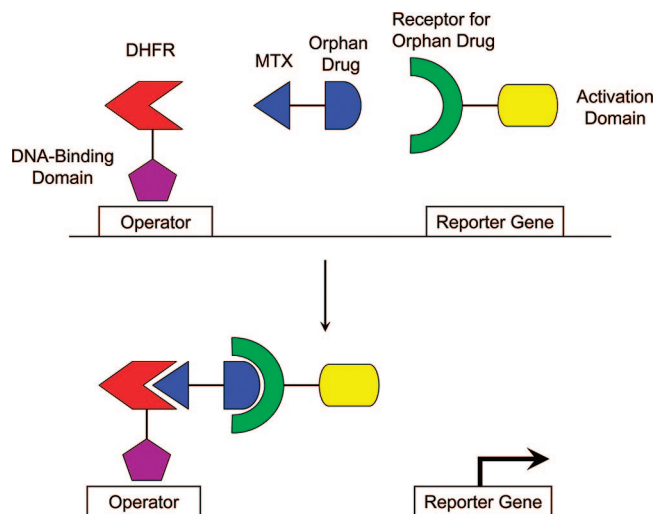 Receptor for
Orphan Drug
DHFR
MTX
Orphan
Drug
Activation
Domain
DNA-Binding
Domain
Operator
Reporter Gene
Operator
Reporter Gene